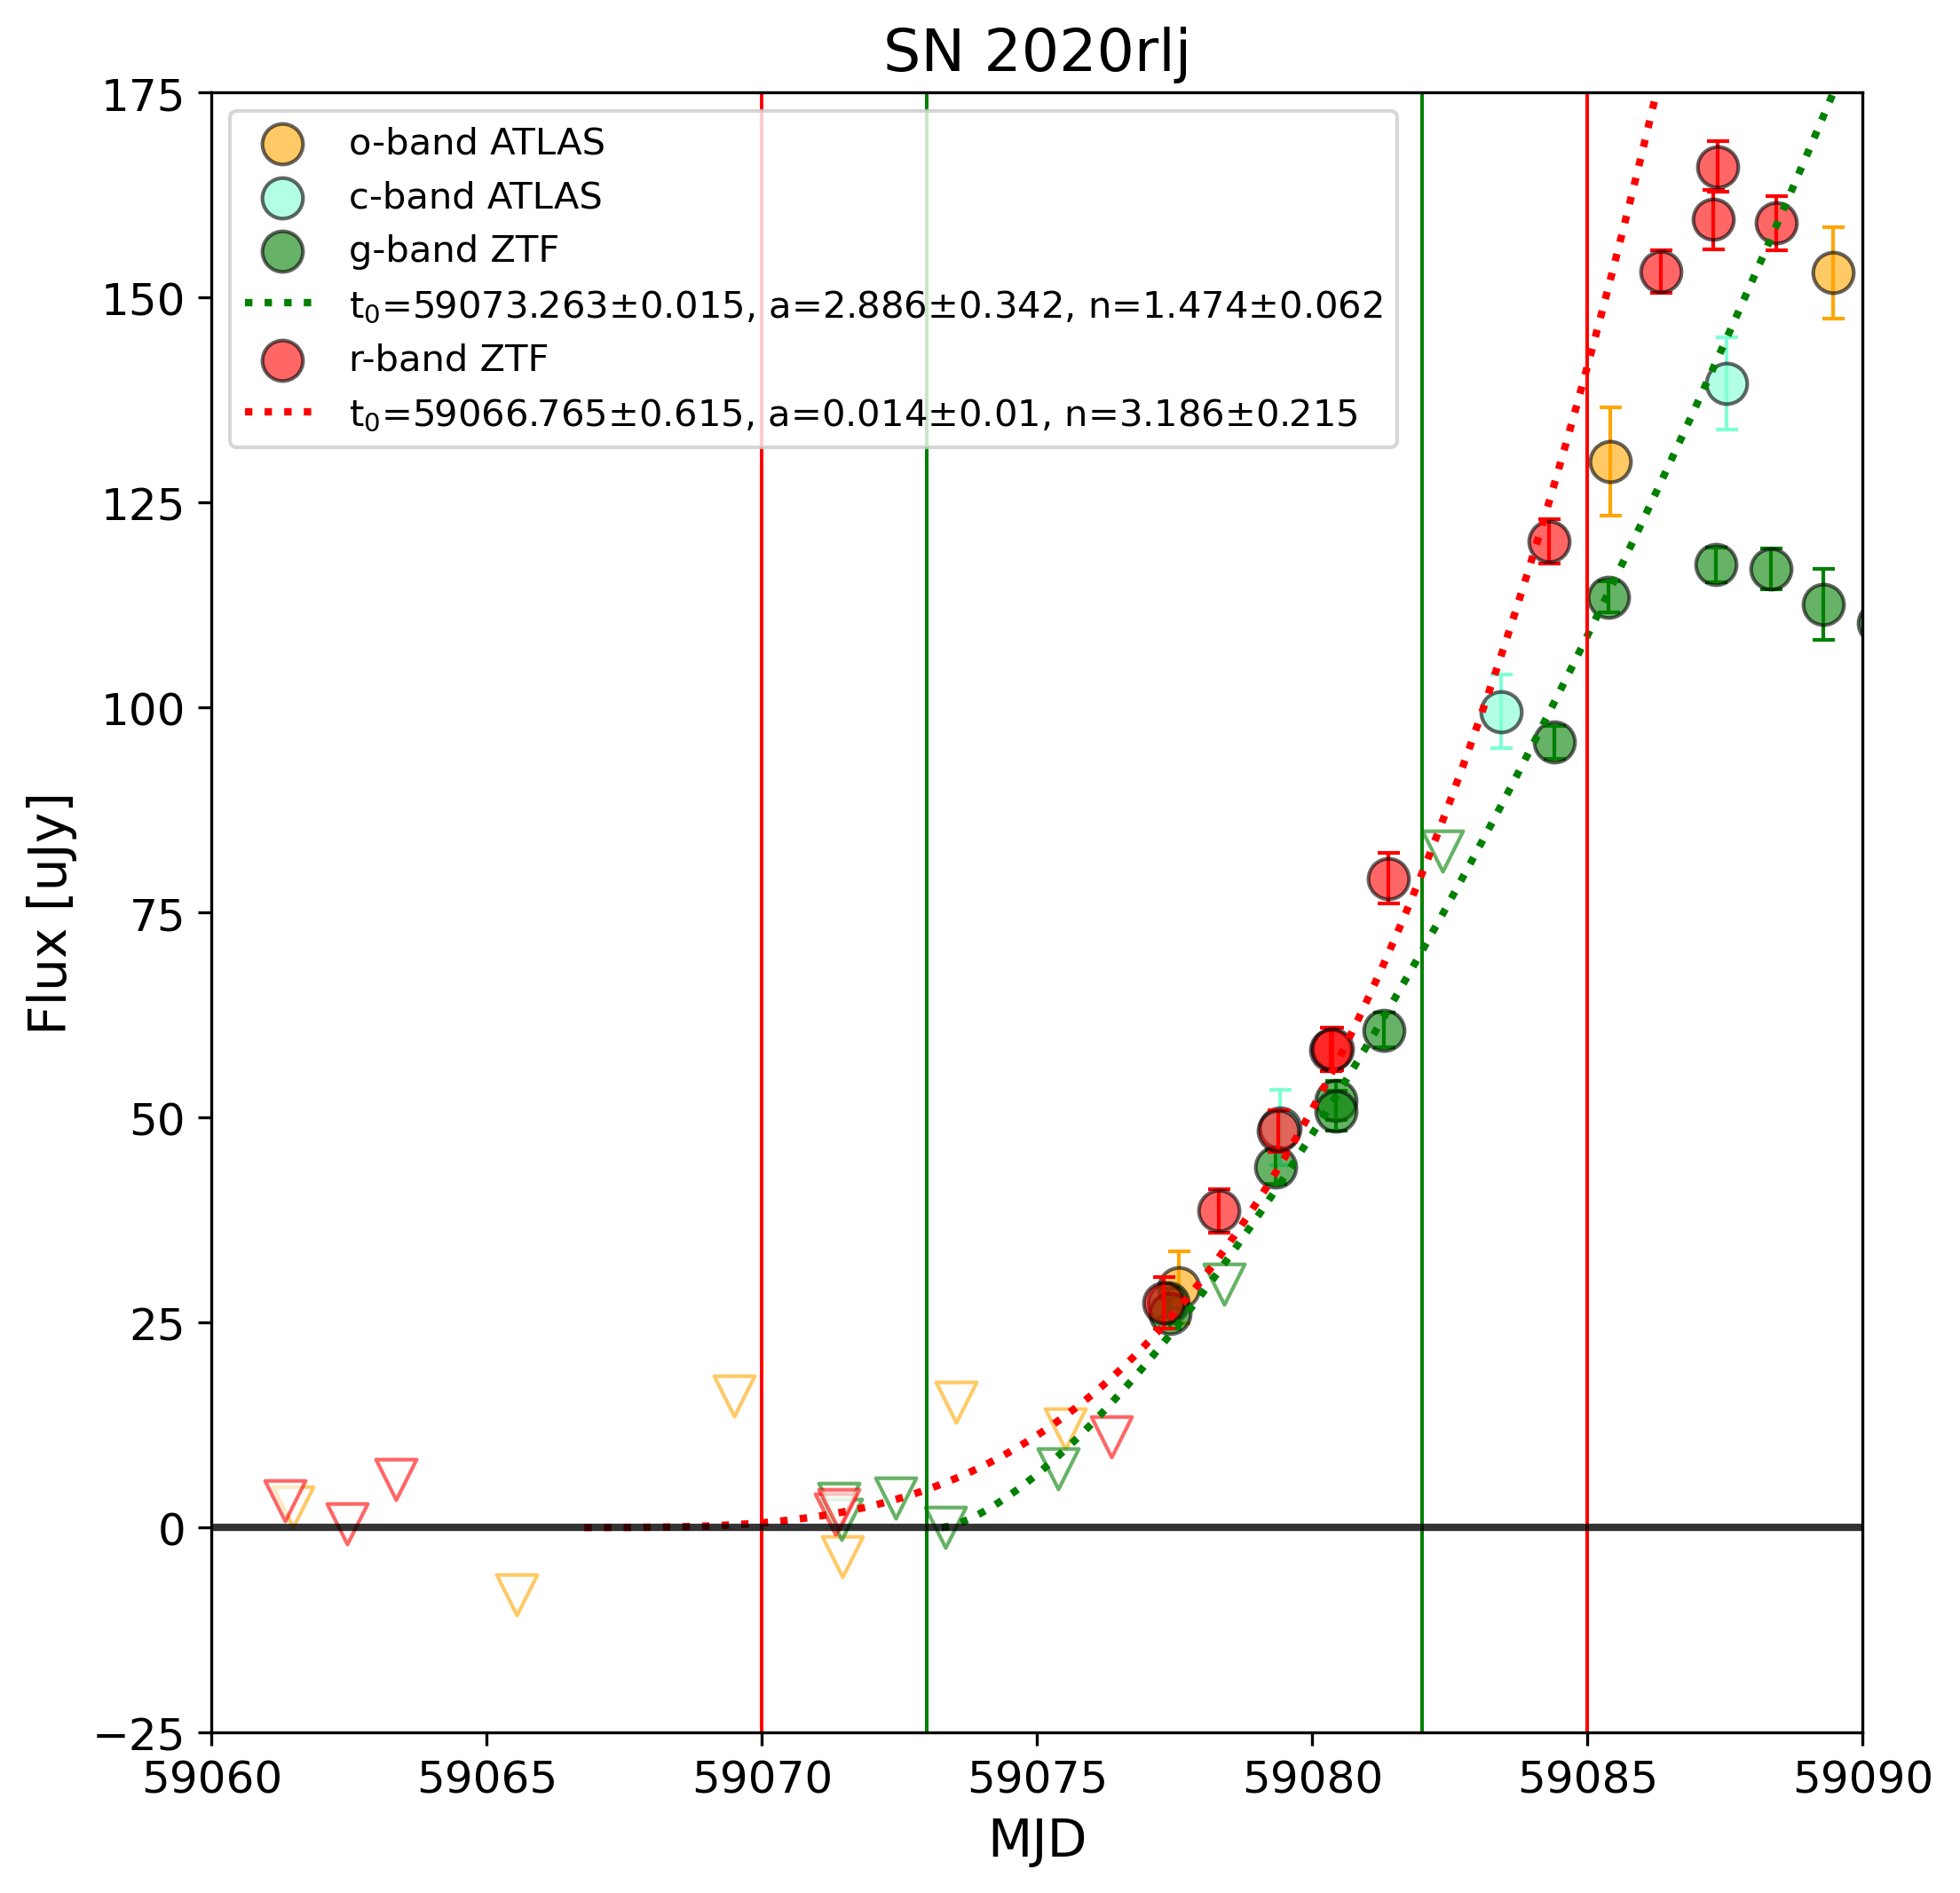 SN 2020rlj
175
150
125
100
75
50
25
0
−25
Flux [uJy]
o-band ATLAS
c-band ATLAS
g-band ZTF
t₀=59073.263±0.015, a=2.886±0.342, n=1.474±0.062
r-band ZTF
t₀=59066.765±0.615, a=0.014±0.01, n=3.186±0.215
59060 59065 59070 59075 59080 59085 59090
MJD